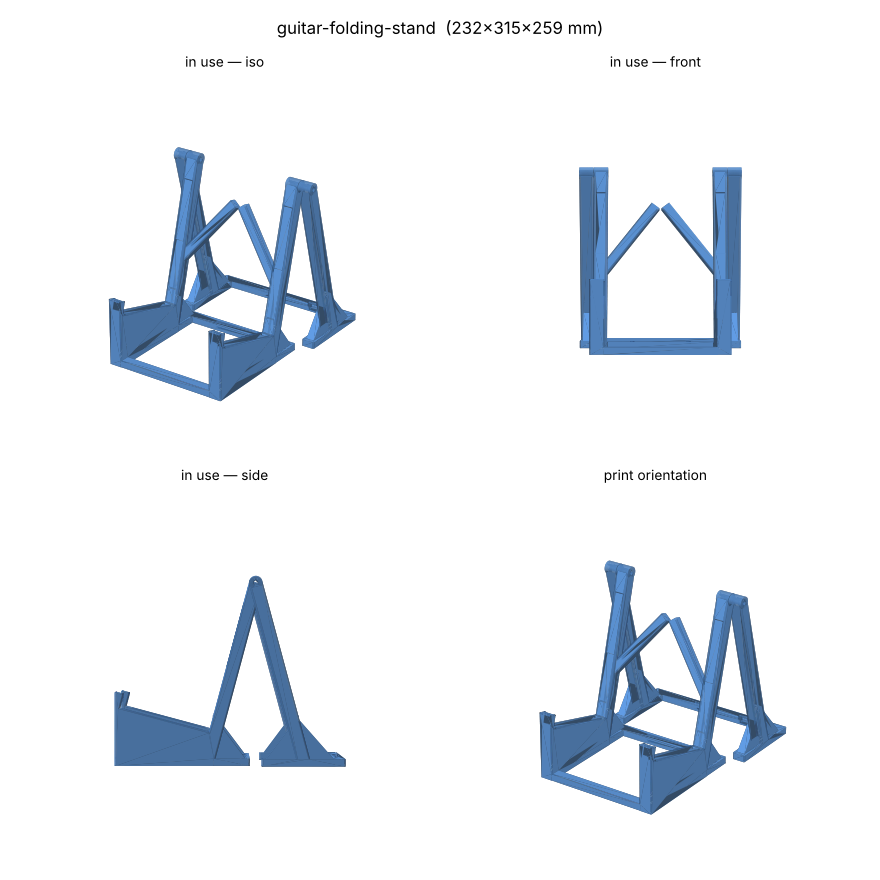 guitar-folding-stand (232×315×259 mm)
in use — iso
in use — front
in use — side
print orientation